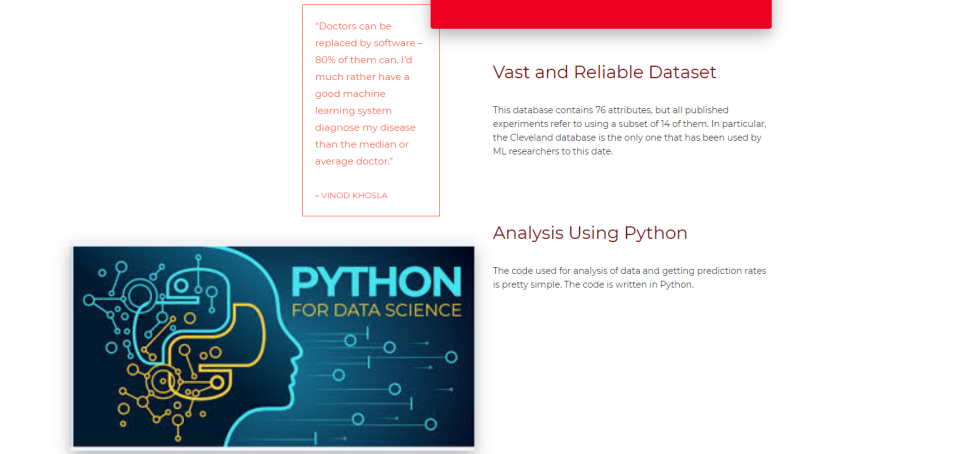 "Doctors can be
replaced by software –
80% of them can. I'd
much rather have a
good machine
learning system
diagnose my disease
than the median or
average doctor."
– VINOD KHOSLA
Vast and Reliable Dataset
This database contains 76 attributes, but all published
experiments refer to using a subset of 14 of them. In particular,
the Cleveland database is the only one that has been used by
ML researchers to this date.
Analysis Using Python
The code used for analysis of data and getting prediction rates
is pretty simple. The code is written in Python.
PYTHON
FOR DATA SCIENCE